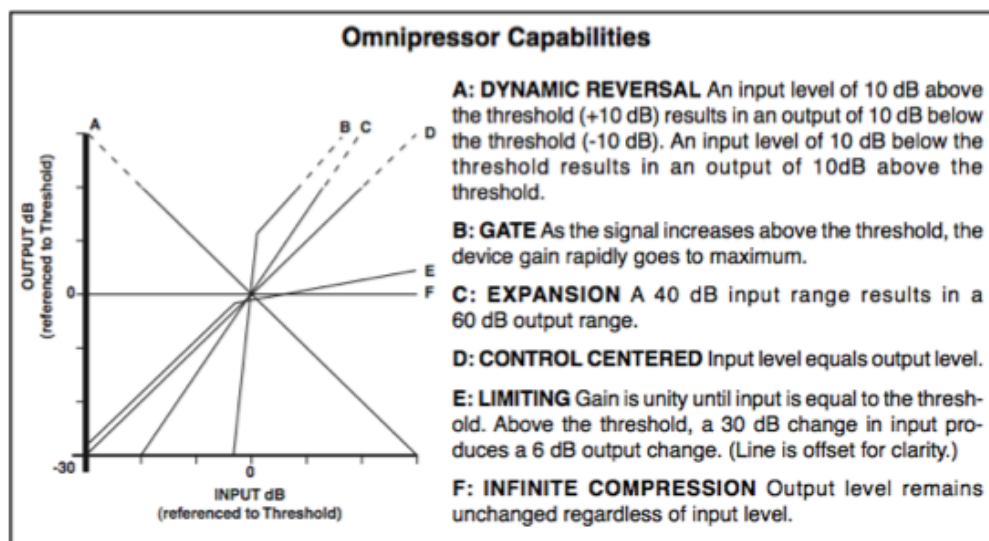 Omnipressor Capabilities
A
B
C
D
E
F
OUTPUT dB
(referenced to Threshold)
0
-30
0
INPUT dB
(referenced to Threshold)
A: DYNAMIC REVERSAL An input level of 10 dB above
the threshold (+10 dB) results in an output of 10 dB below
the threshold (-10 dB). An input level of 10 dB below the
threshold results in an output of 10dB above the
threshold.
B: GATE As the signal increases above the threshold, the
device gain rapidly goes to maximum.
C: EXPANSION A 40 dB input range results in a
60 dB output range.
D: CONTROL CENTERED Input level equals output level.
E: LIMITING Gain is unity until input is equal to the thresh-
old. Above the threshold, a 30 dB change in input pro-
duces a 6 dB output change. (Line is offset for clarity.)
F: INFINITE COMPRESSION Output level remains
unchanged regardless of input level.